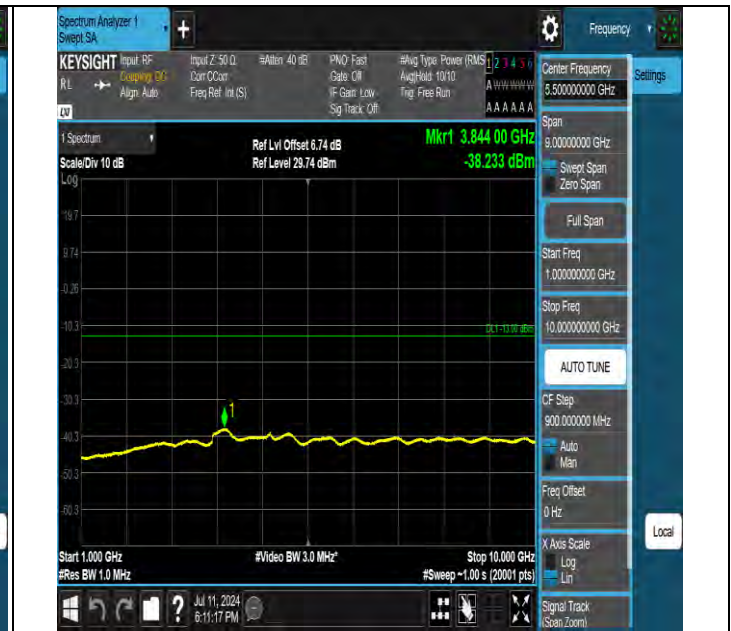 Spectrum Analyzer 1
Swept SA
+
Frequency
KEYSIGHT
RL
Input: RF
Coupling: DC
Align: Auto
Input Z: 50 Ω
Corr CCorr
Freq Ref: Int (S)
#Atten: 40 dB
PNO: Fast
Gate: Off
IF Gain: Low
Sig Track: Off
#Avg Type: Power (RMS
Avg|Hold: 10/10
Trig: Free Run
1 2 3 4 5 6
A W W W W W
A A A A A A
1 Spectrum
Scale/Div 10 dB
Log
Ref Lvl Offset 6.74 dB
Ref Level 29.74 dBm
Mkr1 3.844 00 GHz
-38.233 dBm
19.7
9.74
-0.26
-10.3
-20.3
-30.3
-40.3
-50.3
-60.3
DL1 -13.00 dBm
1
Start 1.000 GHz
#Res BW 1.0 MHz
#Video BW 3.0 MHz*
Stop 10.000 GHz
#Sweep ~1.00 s (20001 pts)
?
Jul 11, 2024
6:11:17 PM
Center Frequency
5.500000000 GHz
Span
9.00000000 GHz
Swept Span
Zero Span
Full Span
Start Freq
1.000000000 GHz
Stop Freq
10.000000000 GHz
AUTO TUNE
CF Step
900.000000 MHz
Auto
Man
Freq Offset
0 Hz
X Axis Scale
Log
Lin
Signal Track
(Span Zoom)
Settings
Local